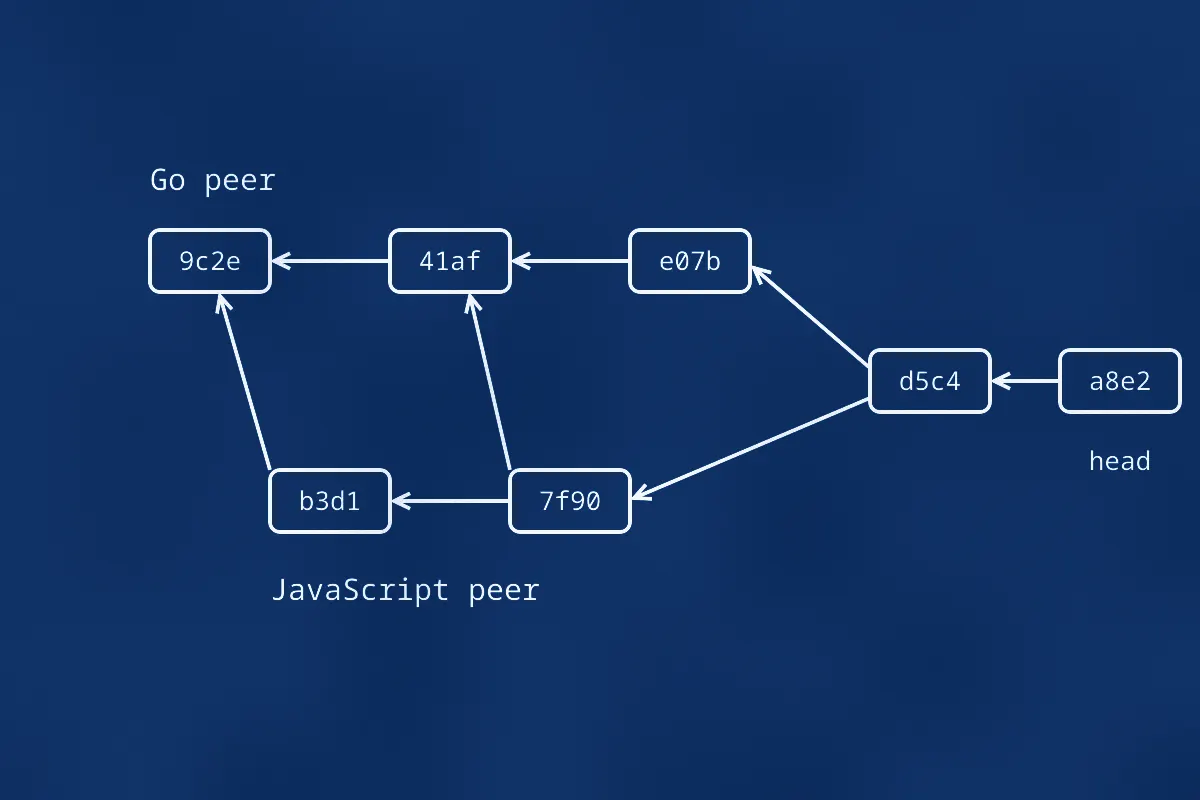 Go peer
9c2e
41af
e07b
d5c4
a8e2
head
b3d1
7f90
JavaScript peer